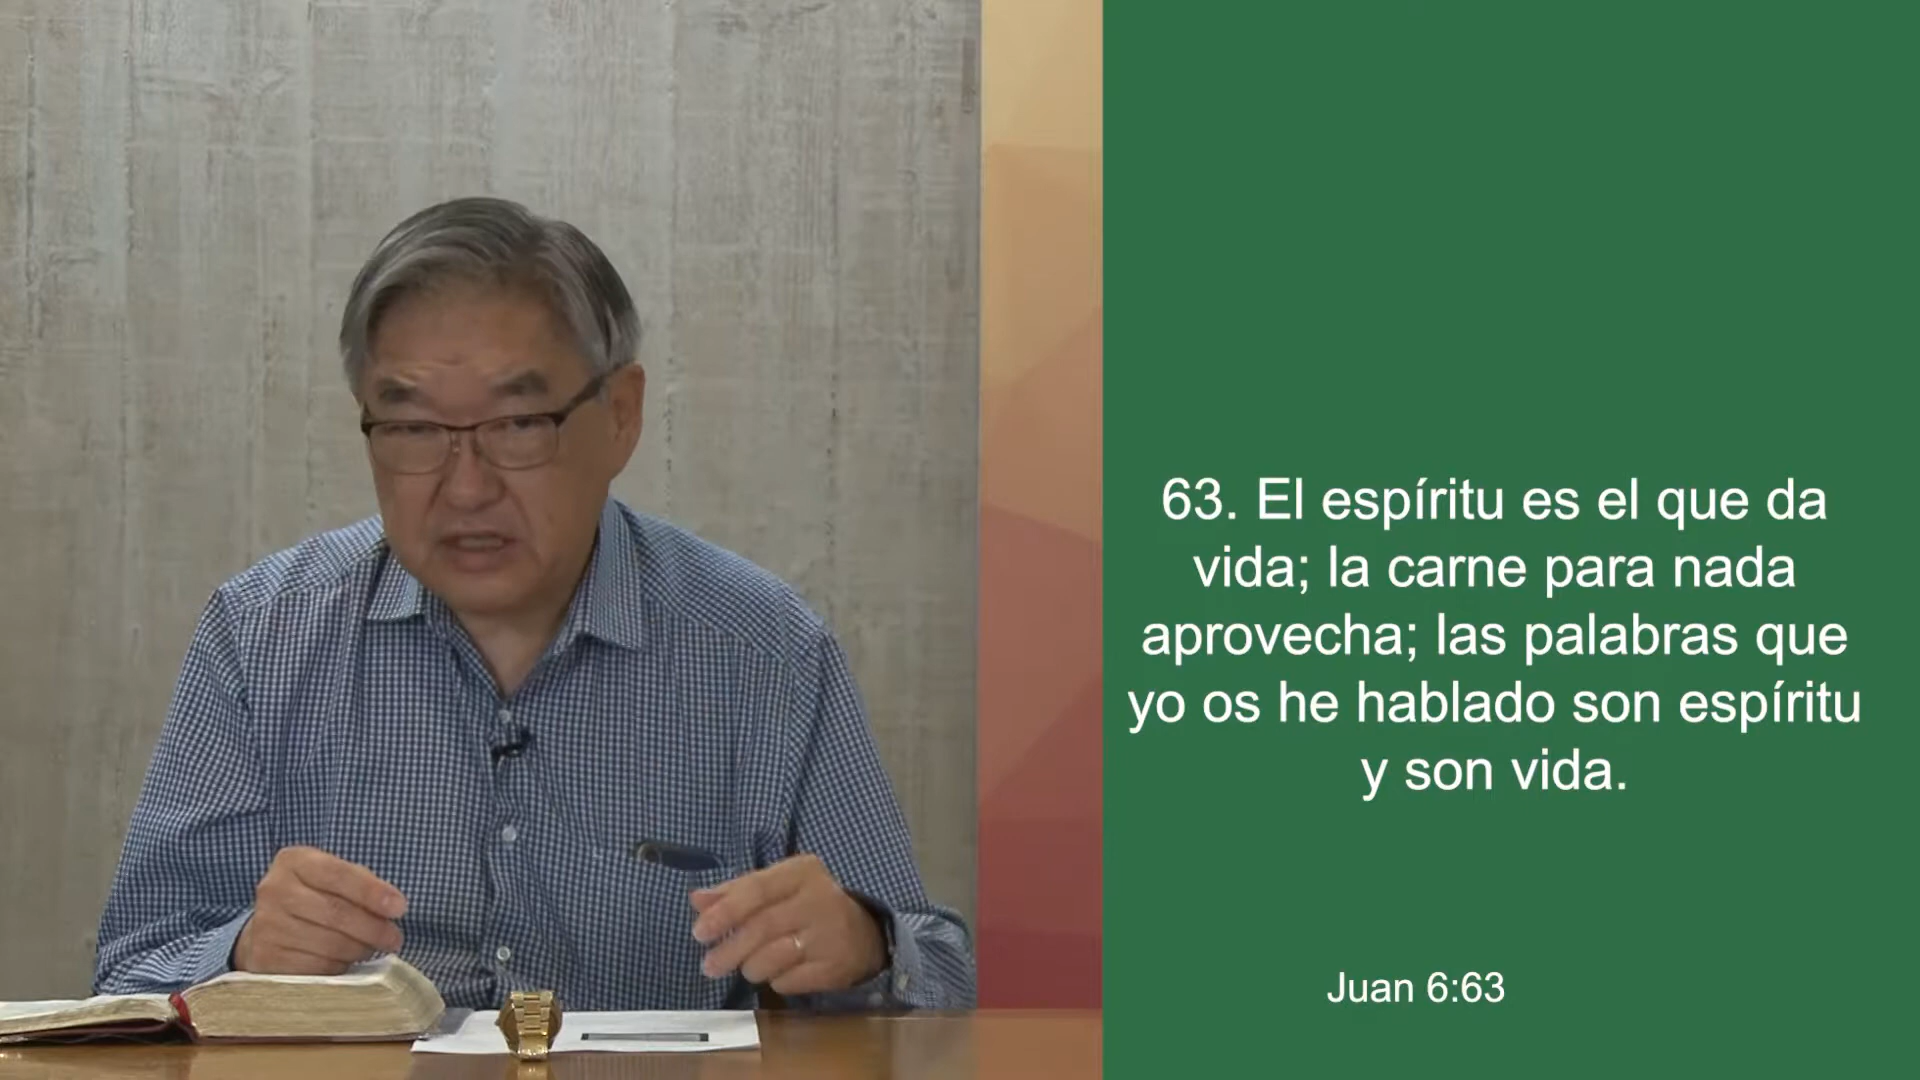 63. El espíritu es el que da
vida; la carne para nada
aprovecha; las palabras que
yo os he hablado son espíritu
y son vida.
Juan 6:63